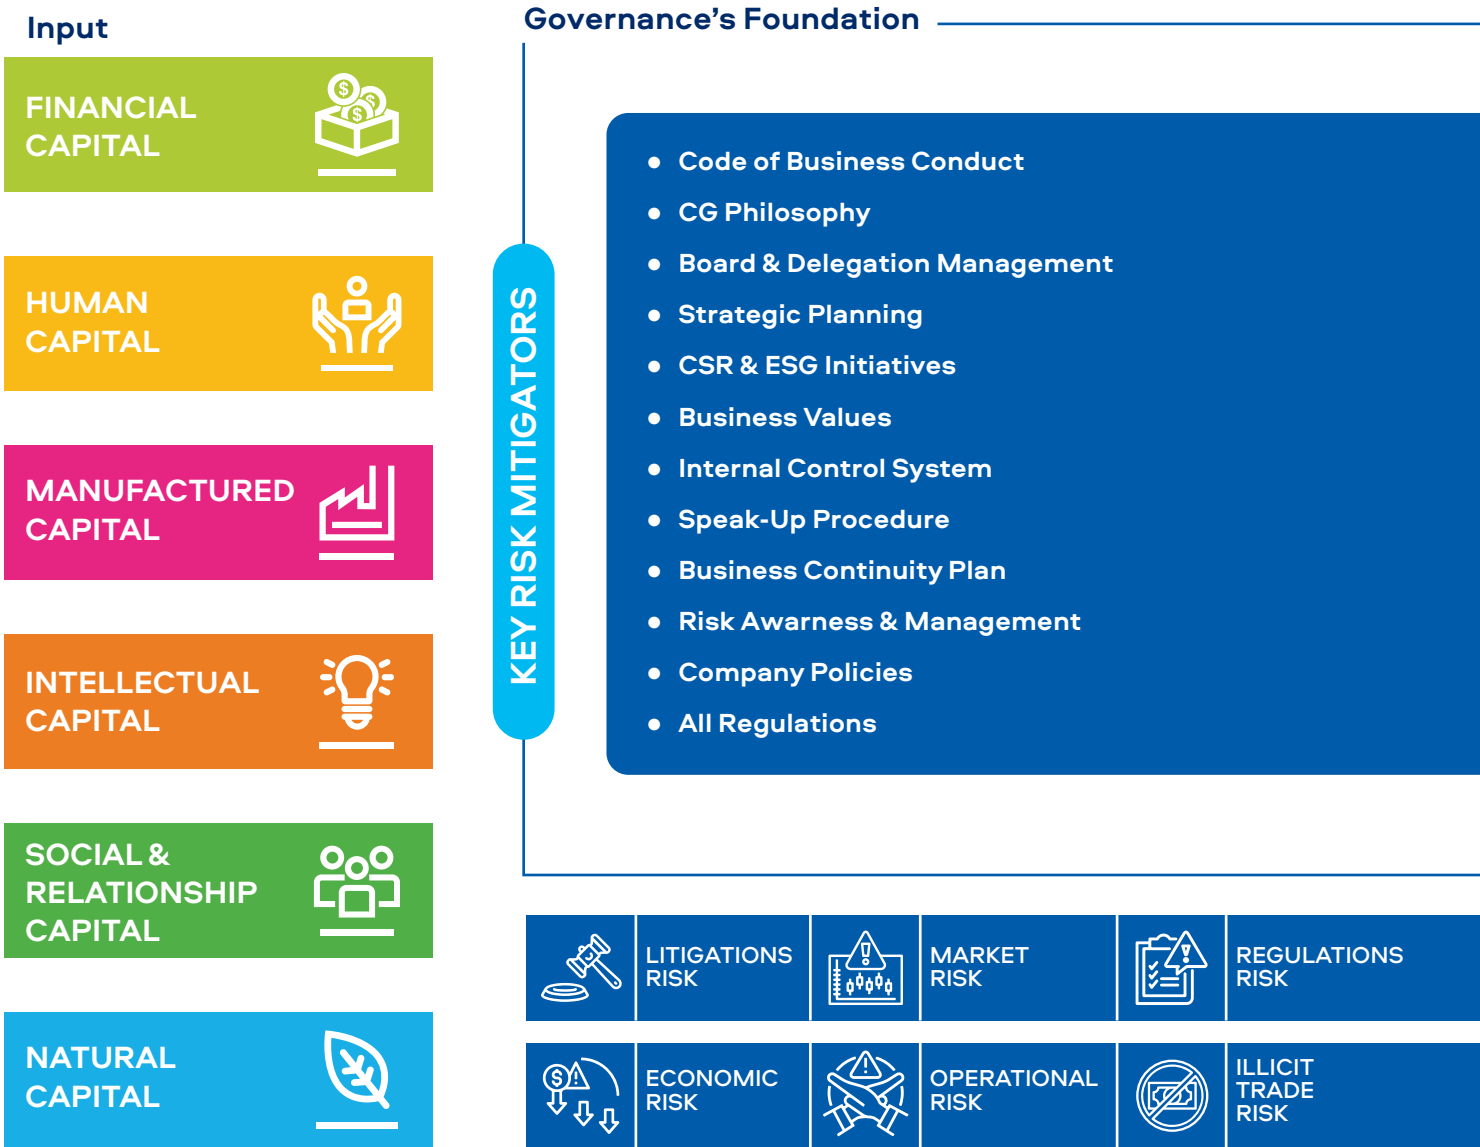 Input
FINANCIAL
CAPITAL
HUMAN
CAPITAL
MANUFACTURED
CAPITAL
INTELLECTUAL
CAPITAL
SOCIAL &
RELATIONSHIP
CAPITAL
NATURAL
CAPITAL
Governance’s Foundation
KEY RISK MITIGATORS
• Code of Business Conduct
• CG Philosophy
• Board & Delegation Management
• Strategic Planning
• CSR & ESG Initiatives
• Business Values
• Internal Control System
• Speak-Up Procedure
• Business Continuity Plan
• Risk Awarness & Management
• Company Policies
• All Regulations
LITIGATIONS
RISK
MARKET
RISK
REGULATIONS
RISK
ECONOMIC
RISK
OPERATIONAL
RISK
ILLICIT
TRADE
RISK